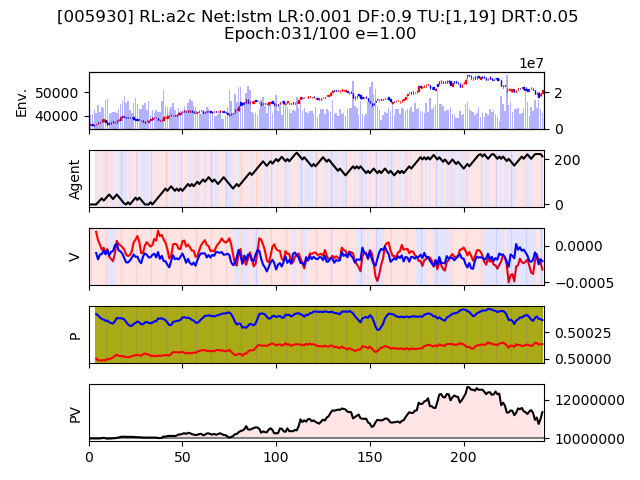 [005930] RL:a2c Net:lstm LR:0.001 DF:0.9 TU:[1,19] DRT:0.05
Epoch:031/100 e=1.00
1e7
Env.
50000
40000
2
0
Agent
200
0
V
0.0000
−0.0005
P
0.50025
0.50000
PV
12000000
10000000
0
50
100
150
200